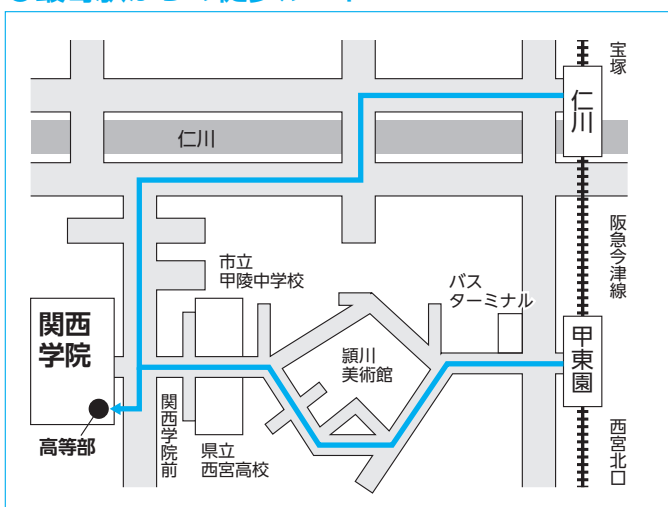 宝塚
仁川
仁川
阪急今津線
市立
甲陵中学校
バス
ターミナル
関西
学院
頴川
美術館
甲東園
高等部
関西学院前
県立
西宮高校
西宮北口